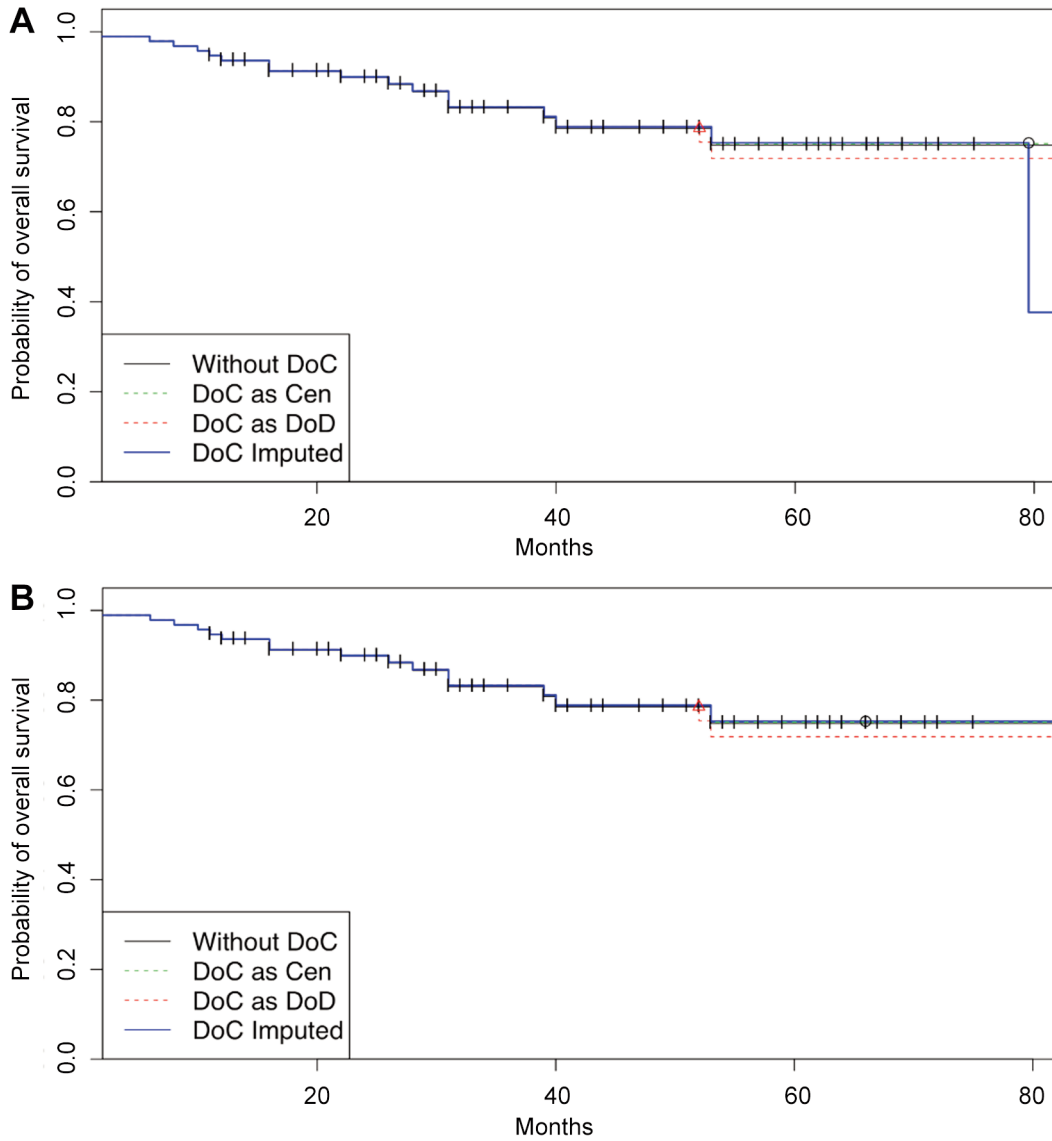 A
Probability of overall survival
1.0
0.8
0.6
0.4
0.2
0.0
Without DoC
DoC as Cen
DoC as DoD
DoC Imputed
20 40 60 80
Months
B
Probability of overall survival
1.0
0.8
0.6
0.4
0.2
0.0
Without DoC
DoC as Cen
DoC as DoD
DoC Imputed
20 40 60 80
Months